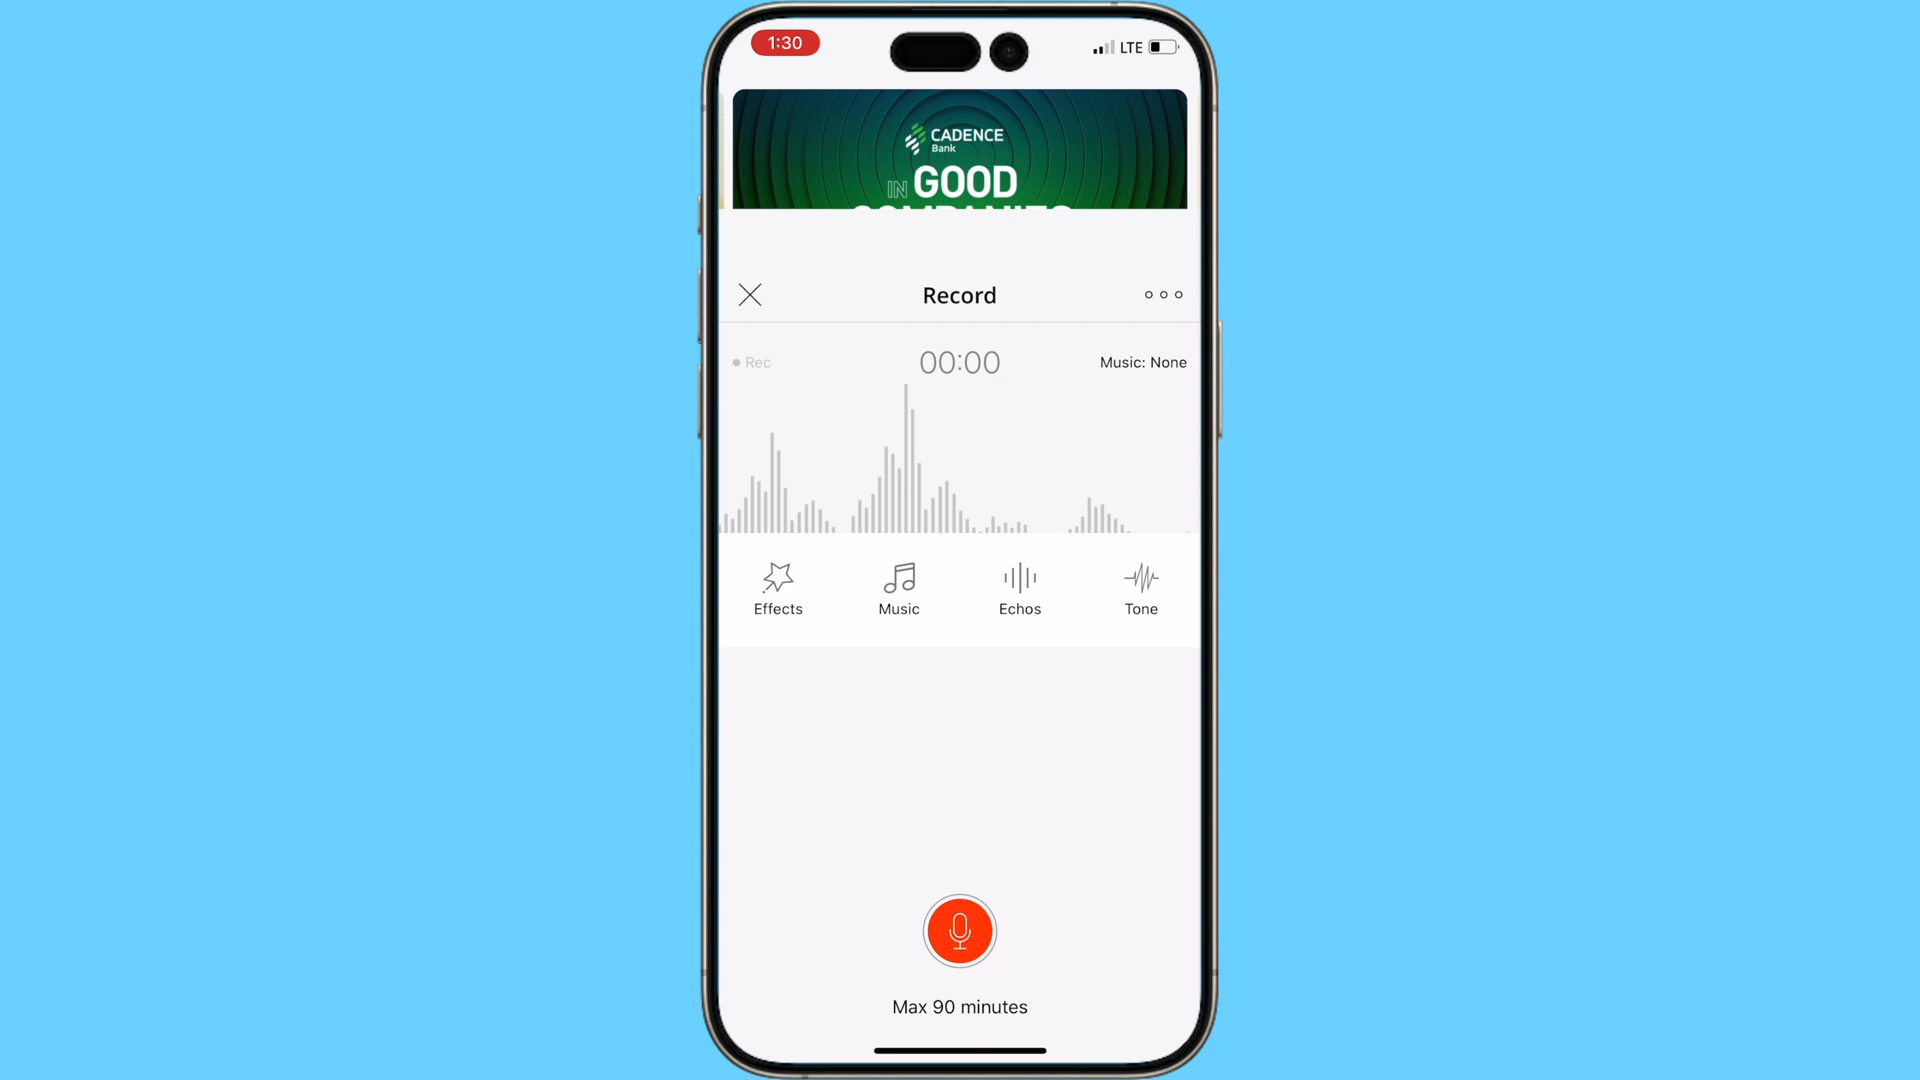 1:30
LTE
CADENCE
Bank
IN GOOD
COMPANIES
Record
Rec
00:00
Music: None
Effects
Music
Echos
Tone
Max 90 minutes